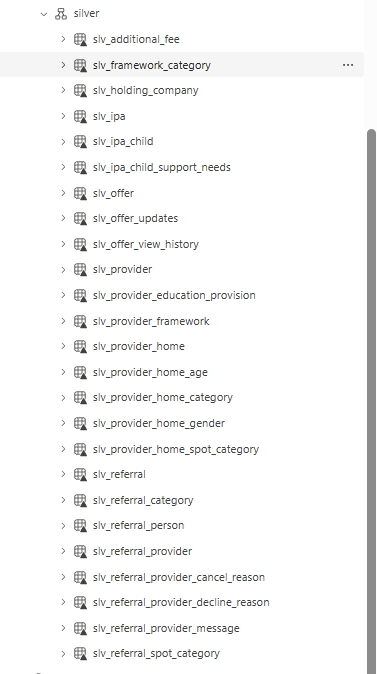 silver
slv_additional_fee
slv_framework_category
slv_holding_company
slv_ipa
slv_ipa_child
slv_ipa_child_support_needs
slv_offer
slv_offer_updates
slv_offer_view_history
slv_provider
slv_provider_education_provision
slv_provider_framework
slv_provider_home
slv_provider_home_age
slv_provider_home_category
slv_provider_home_gender
slv_provider_home_spot_category
slv_referral
slv_referral_category
slv_referral_person
slv_referral_provider
slv_referral_provider_cancel_reason
slv_referral_provider_decline_reason
slv_referral_provider_message
slv_referral_spot_category